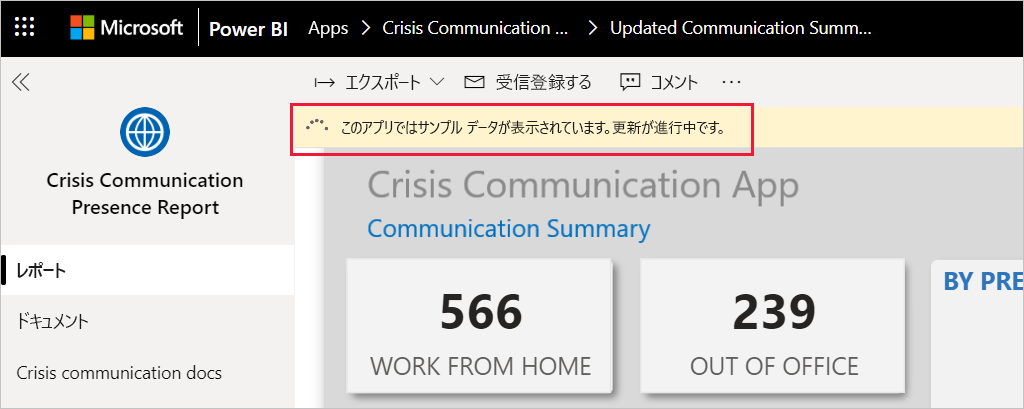 Microsoft Power BI Apps > Crisis Communication ... > Updated Communication Summ...
エクスポート 受信登録する コメント ...
このアプリではサンプル データが表示されています。更新が進行中です。
Crisis Communication
Presence Report
レポート
ドキュメント
Crisis communication docs
Crisis Communication App
Communication Summary
566
WORK FROM HOME
239
OUT OF OFFICE
BY PRE